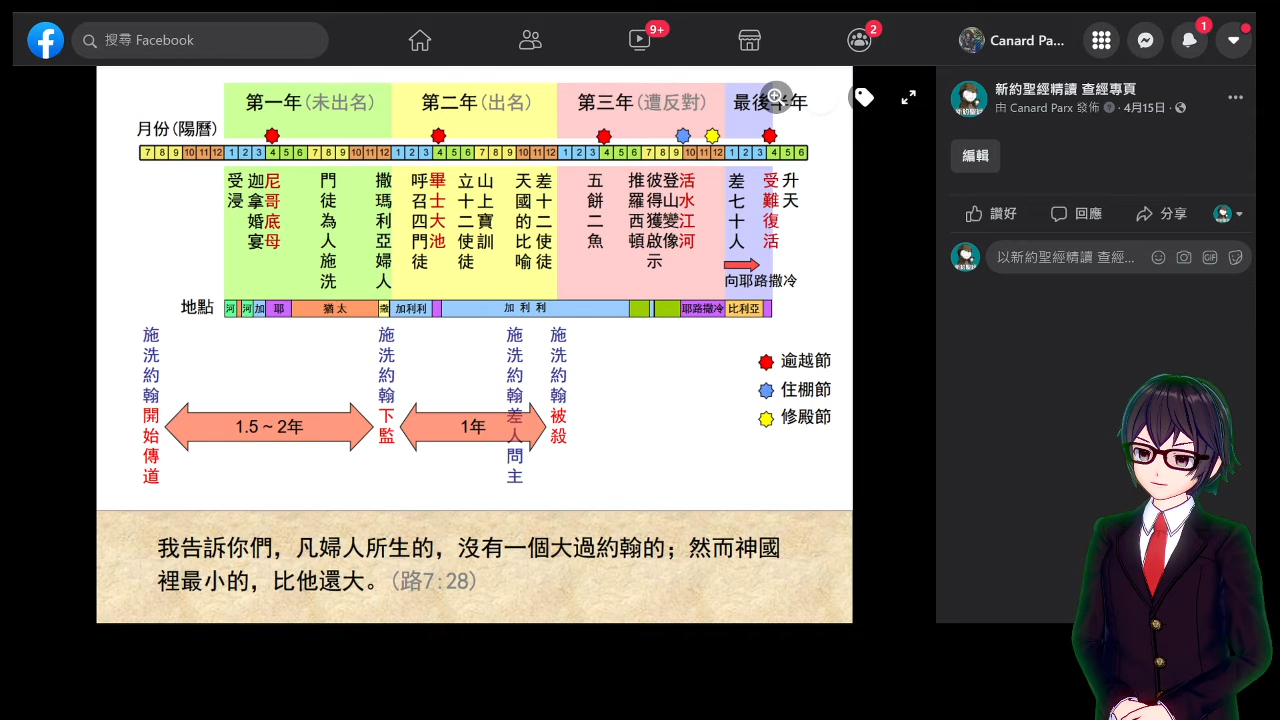 搜尋 Facebook
9+
2
Canard Pa...
1
第一年(未出名)
第二年(出名)
第三年(遭反對)
最後半年
月份(陽曆)
7 8 9 10 11 12 1 2 3 4 5 6 7 8 9 10 11 12 1 2 3 4 5 6 7 8 9 10 11 12 1 2 3 4 5 6 7 8 9 10 11 12 1 2 3 4 5 6
受浸
迦拿婚宴
尼哥底母
門徒為人施洗
撒瑪利亞婦人
呼召四門徒
畢士大池
立十二使徒
山上寶訓
天國的比喻
差十二使徒
五餅二魚
推羅西頓
彼得獲啟示
登山變像
活水江河
差七十人
受難復活
升天
向耶路撒冷
地點
河 河 加 耶 猶太 撒 加利利 加利利 耶路撒冷 比利亞
施洗約翰開始傳道
施洗約翰下監
施洗約翰差人問主
施洗約翰被殺
1.5 ~ 2年
1年
逾越節
住棚節
修殿節
我告訴你們，凡婦人所生的，沒有一個大過約翰的；然而神國
裡最小的，比他還大。(路7:28)
新約聖經精讀 查經專頁
由 Canard Parx 發佈 · 4月15日 ·
編輯
讚好
回應
分享
以新約聖經精讀 查經...
GIF